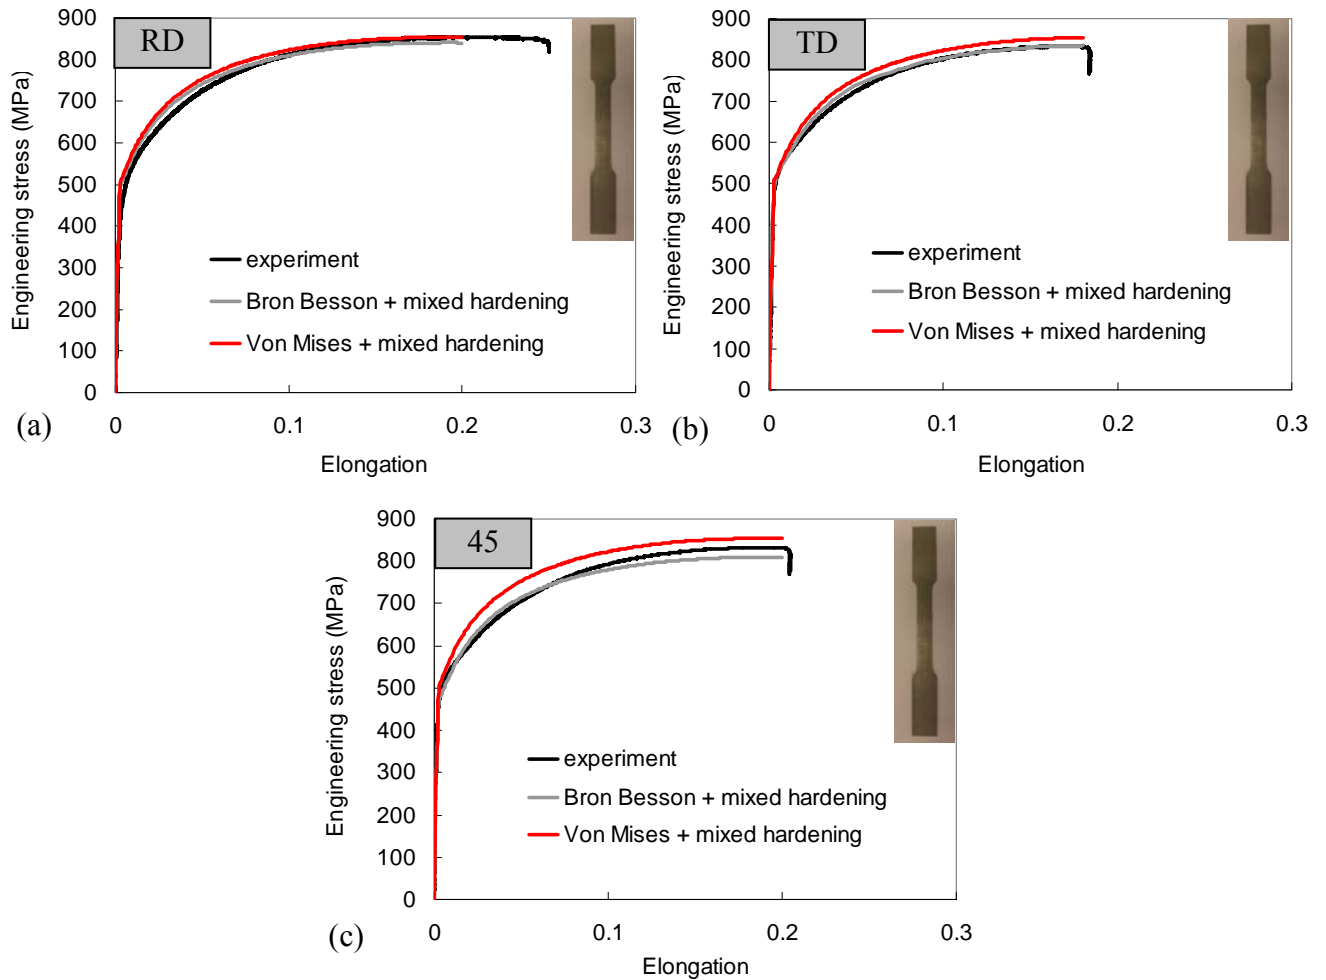 RD
Engineering stress (MPa)
900
800
700
600
500
400
300
200
100
0
experiment
Bron Besson + mixed hardening
Von Mises + mixed hardening
0
0.1
0.2
0.3
Elongation
(a)
TD
Engineering stress (MPa)
900
800
700
600
500
400
300
200
100
0
experiment
Bron Besson + mixed hardening
Von Mises + mixed hardening
0
0.1
0.2
0.3
Elongation
(b)
45
Engineering stress (MPa)
900
800
700
600
500
400
300
200
100
0
experiment
Bron Besson + mixed hardening
Von Mises + mixed hardening
0
0.1
0.2
0.3
Elongation
(c)